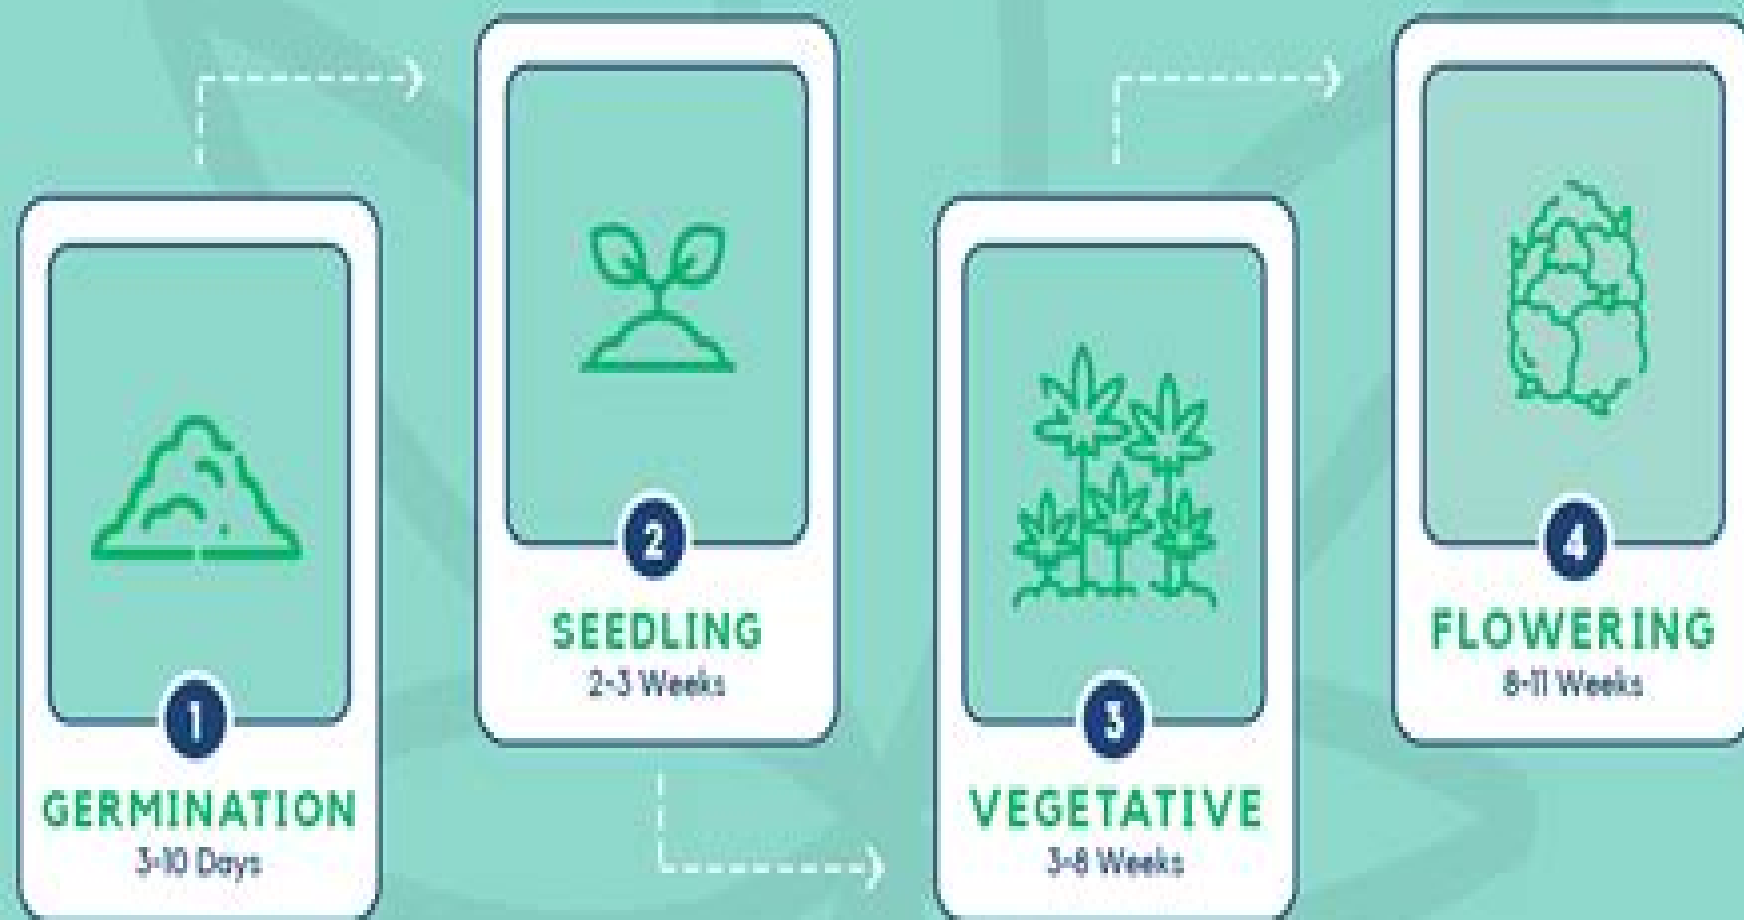 1
GERMINATION
3-10 Days
2
SEEDLING
2-3 Weeks
3
VEGETATIVE
3-8 Weeks
4
FLOWERING
8-11 Weeks